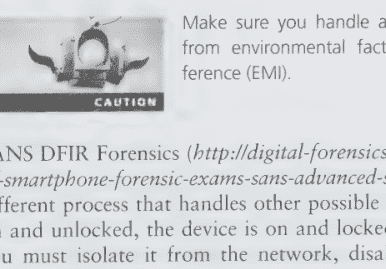 Make sure you handle a
from environmental fact
ference (EMI).
CAUTION
ANS DFIR Forensics (http://digital-forensics
-smartphone-forensic-exams-sans-advanced-s
fferent process that handles other possible
and unlocked, the device is on and locked
u must isolate it from the network, disa